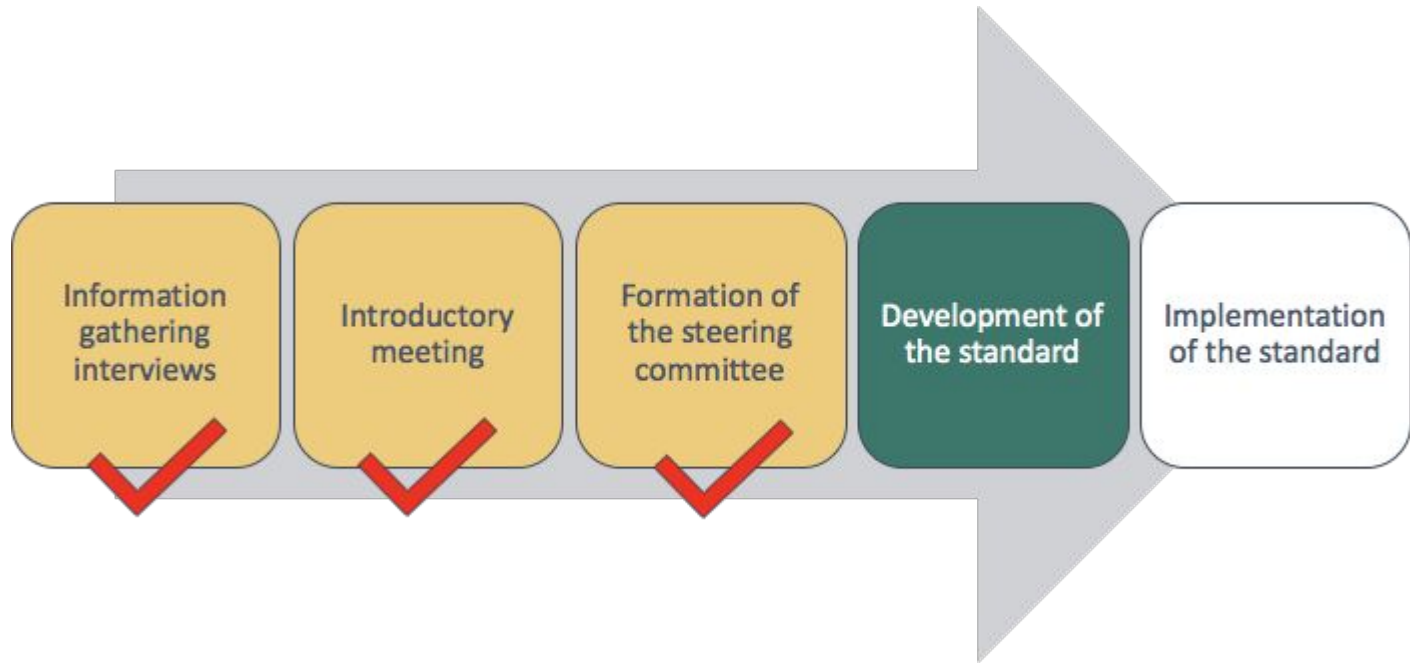 Information
gathering
interviews
Introductory
meeting
Formation of
the steering
committee
Development of
the standard
Implementation
of the standard